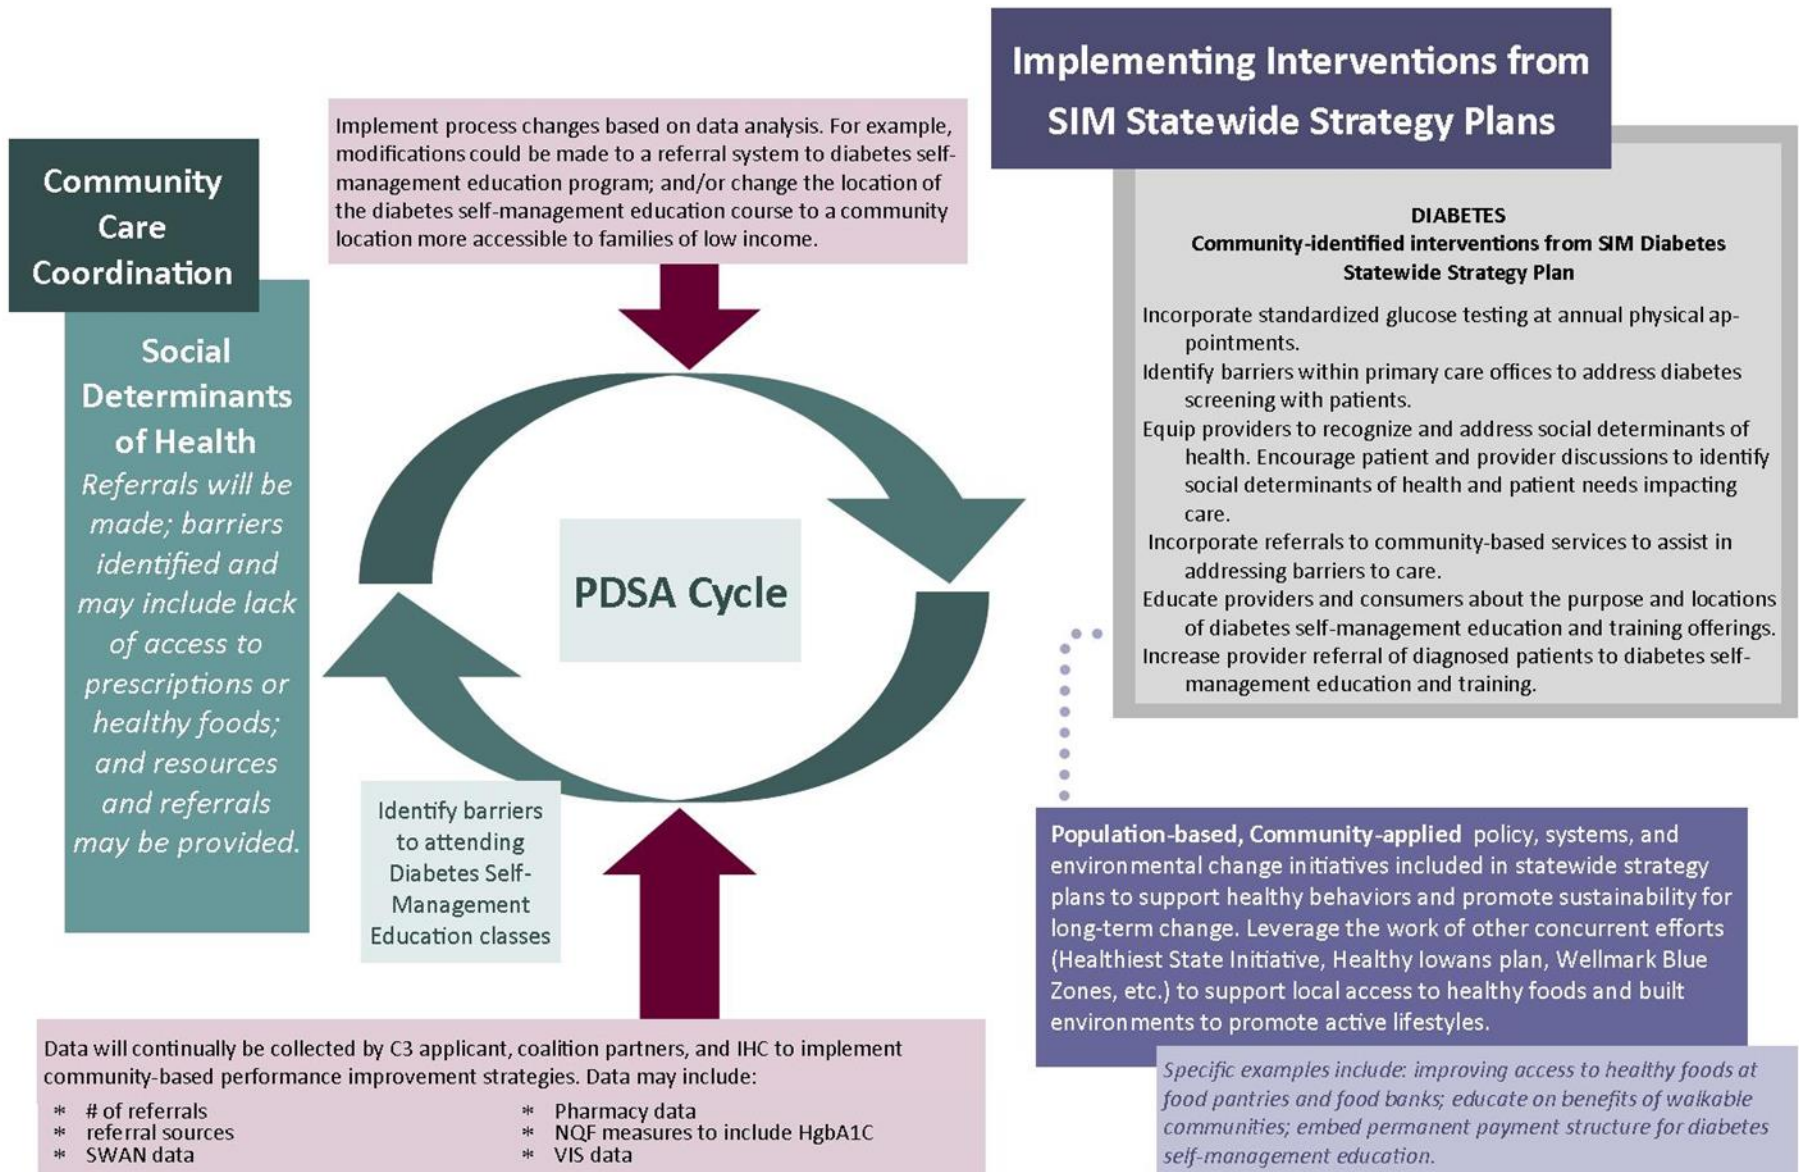 Implementing Interventions from
SIM Statewide Strategy Plans
Implement process changes based on data analysis. For example,
modifications could be made to a referral system to diabetes self-
management education program; and/or change the location of
the diabetes self-management education course to a community
location more accessible to families of low income.
Community
Care
Coordination
Social
Determinants
of Health
Referrals will be
made; barriers
identified and
may include lack
of access to
prescriptions or
healthy foods;
and resources
and referrals
may be provided.
PDSA Cycle
Identify barriers
to attending
Diabetes Self-
Management
Education classes
DIABETES
Community-identified interventions from SIM Diabetes
Statewide Strategy Plan
Incorporate standardized glucose testing at annual physical ap-
pointments.
Identify barriers within primary care offices to address diabetes
screening with patients.
Equip providers to recognize and address social determinants of
health. Encourage patient and provider discussions to identify
social determinants of health and patient needs impacting
care.
Incorporate referrals to community-based services to assist in
addressing barriers to care.
Educate providers and consumers about the purpose and locations
of diabetes self-management education and training offerings.
Increase provider referral of diagnosed patients to diabetes self-
management education and training.
Population-based, Community-applied policy, systems, and
environmental change initiatives included in statewide strategy
plans to support healthy behaviors and promote sustainability for
long-term change. Leverage the work of other concurrent efforts
(Healthiest State Initiative, Healthy Iowans plan, Wellmark Blue
Zones, etc.) to support local access to healthy foods and built
environments to promote active lifestyles.
Specific examples include: improving access to healthy foods at
food pantries and food banks; educate on benefits of walkable
communities; embed permanent payment structure for diabetes
self-management education.
Data will continually be collected by C3 applicant, coalition partners, and IHC to implement
community-based performance improvement strategies. Data may include:
* # of referrals
* referral sources
* SWAN data
* Pharmacy data
* NQF measures to include HgbA1C
* VIS data